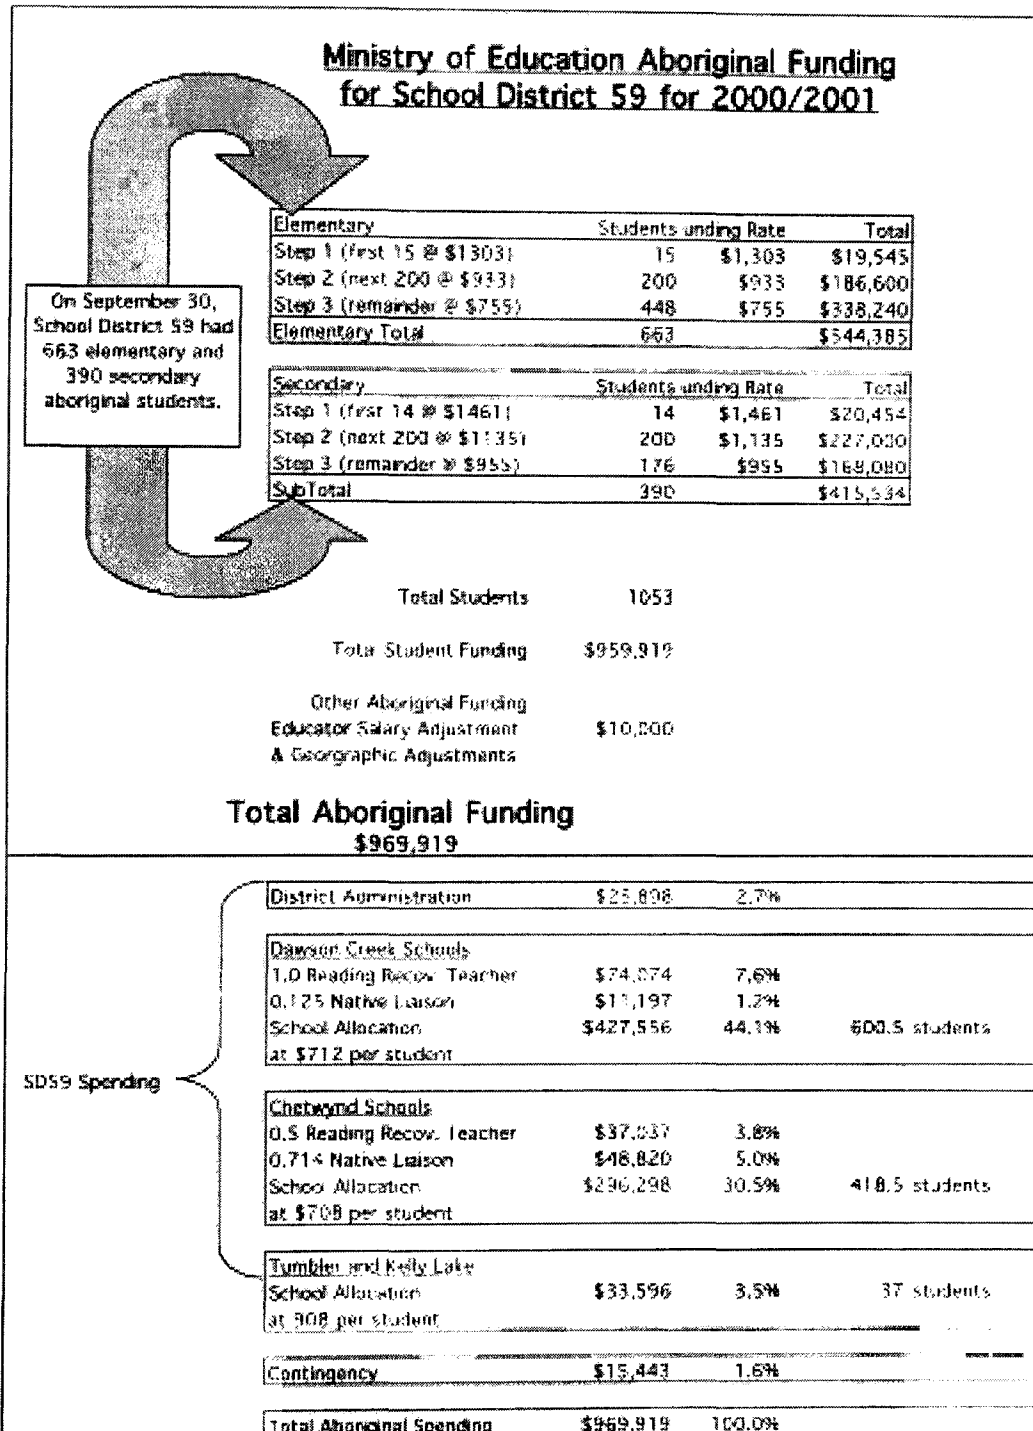 Ministry of Education Aboriginal Funding
for School District 59 for 2000/2001
Elementary Students unding Rate Total
Step 1 (first 15 @ $1303) 15 $1,303 $19,545
Step 2 (next 200 @ $933) 200 $933 $186,600
Step 3 (remainder @ $755) 448 $755 $338,240
Elementary Total 663 $544,385
On September 30,
School District 59 had
663 elementary and
390 secondary
aboriginal students.
Secondary Students unding Rate Total
Step 1 (first 14 @ $1461) 14 $1,461 $20,454
Step 2 (next 200 @ $1135) 200 $1,135 $227,000
Step 3 (remainder @ $955) 176 $955 $168,080
SubTotal 390 $415,534
Total Students 1053
Total Student Funding $959,919
Other Aboriginal Funding
Educator Salary Adjustment $10,000
& Georgraphic Adjustments
Total Aboriginal Funding
$969,919
District Administration $25,898 2.7%
Dawson Creek Schools
1.0 Reading Recov. Teacher $74,074 7.6%
0.125 Native Liaison $11,197 1.2%
School Allocation $427,556 44.1% 600.5 students
at $712 per student
SD59 Spending
Chetwynd Schools
0.5 Reading Recov. Teacher $37,037 3.8%
0.714 Native Liaison $48,820 5.0%
School Allocation $296,298 30.5% 418.5 students
at $708 per student
Tumbler and Kelly Lake
School Allocation $33,596 3.5% 37 students
at 908 per student
Contingency $15,443 1.6%
Total Aboriginal Spending $969,919 100.0%